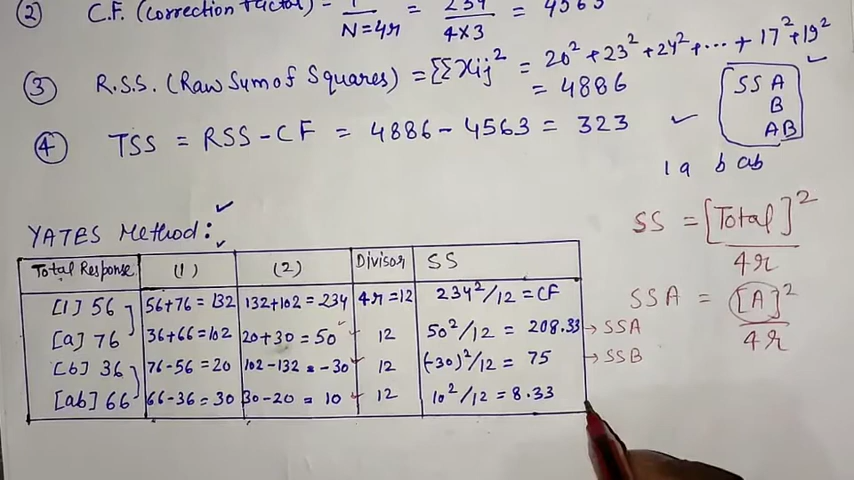 ② C.F. (Correction factor) = = 234 = 4563
N=4r 4x3
③ R.S.S. (Raw Sum of Squares) = ΣΣxij² = 20² + 23² + 24² + ... + 17² + 19²
= 4886
④ TSS = RSS - CF = 4886 - 4563 = 323
SS A
B
AB
1 a b ab
YATES Method:
Total Response (1) (2) Divisor SS
[1] 56 56+76=132 132+102=234 4r=12 234²/12=CF
[a] 76 36+66=102 20+30=50 12 50²/12=208.33 → SSA
[b] 36 76-56=20 102-132=-30 12 (-30)²/12=75 → SSB
[ab] 66 66-36=30 30-20=10 12 10²/12=8.33
SS = [Total]²
4r
SSA = [A]²
4r